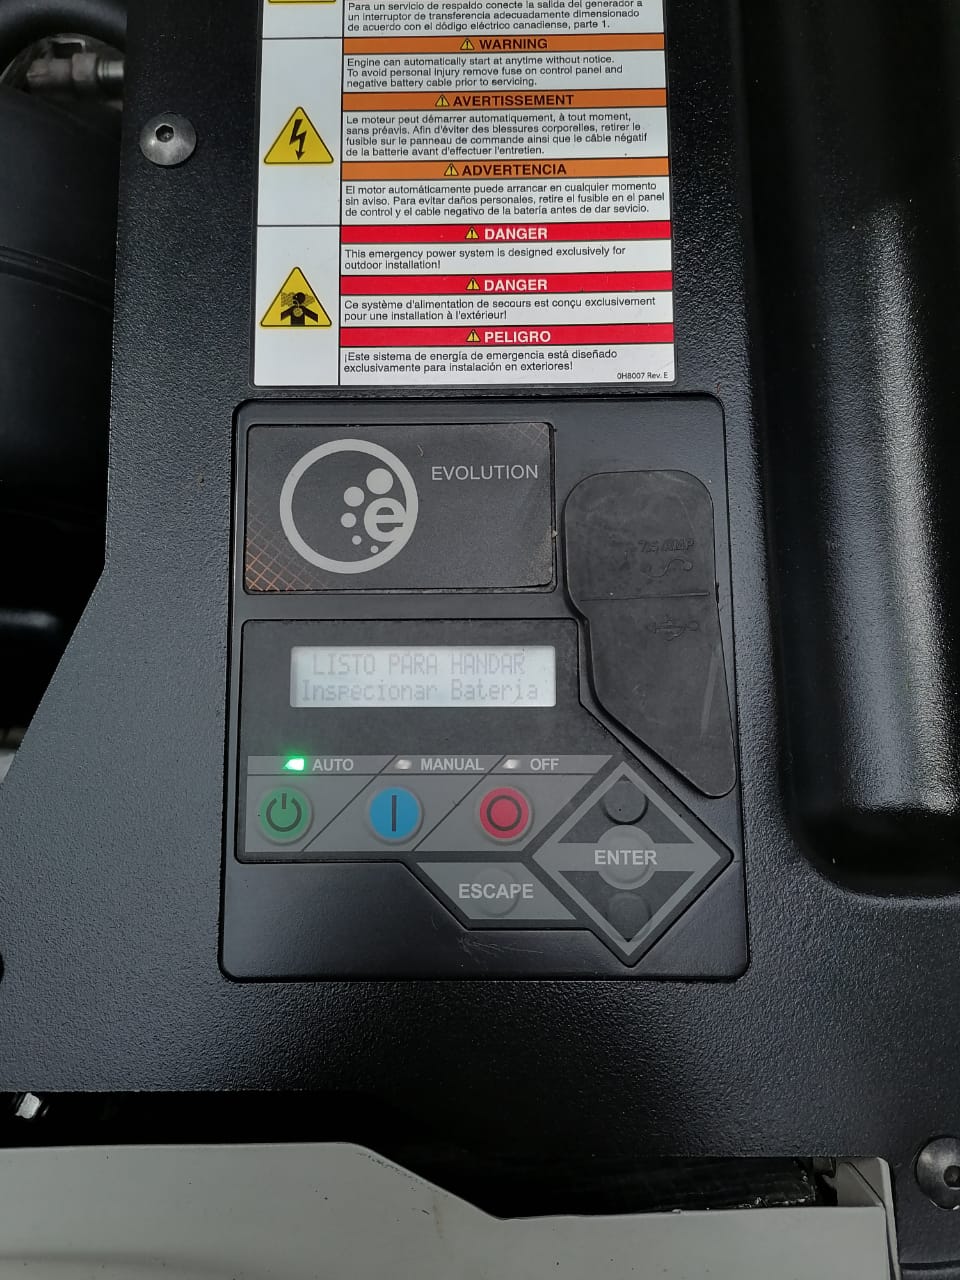 Para un servicio de respaldo conecte la salida del generador a
un interruptor de transferencia adecuadamente dimensionado
de acuerdo con el dódigo eléctrico canadiense, parte 1.
WARNING
Engine can automatically start at anytime without notice.
To avoid personal Injury remove fuse on control panel and
negative battery cable prior to servicing.
AVERTISSEMENT
Le moteur peut démarrer automatiquement, à tout moment,
sans préavis. Afin d'éviter des blessures corporelles, retirer le
fusible sur le panneau de commande ainsi que le câble négatif
de la batterie avant d'effectuer l'entretien.
ADVERTENCIA
El motor automáticamente puede arrancar en cualquier momento
sin aviso. Para evitar daños personales, retire el fusible en el panel
de control y el cable negativo de la batería antes de dar sevicio.
DANGER
This emergency power system is designed exclusively for
outdoor installation!
DANGER
Ce système d'alimentation de secours est conçu exclusivement
pour une installation à l'extérieur!
PELIGRO
¡Este sistema de energía de emergencia está diseñado
exclusivamente para instalación en exteriores!
0H8007 Rev. E
e
EVOLUTION
7.5 AMP
LISTO PARA HANDAR
Inspecionar Bateria
AUTO
MANUAL
OFF
ENTER
ESCAPE